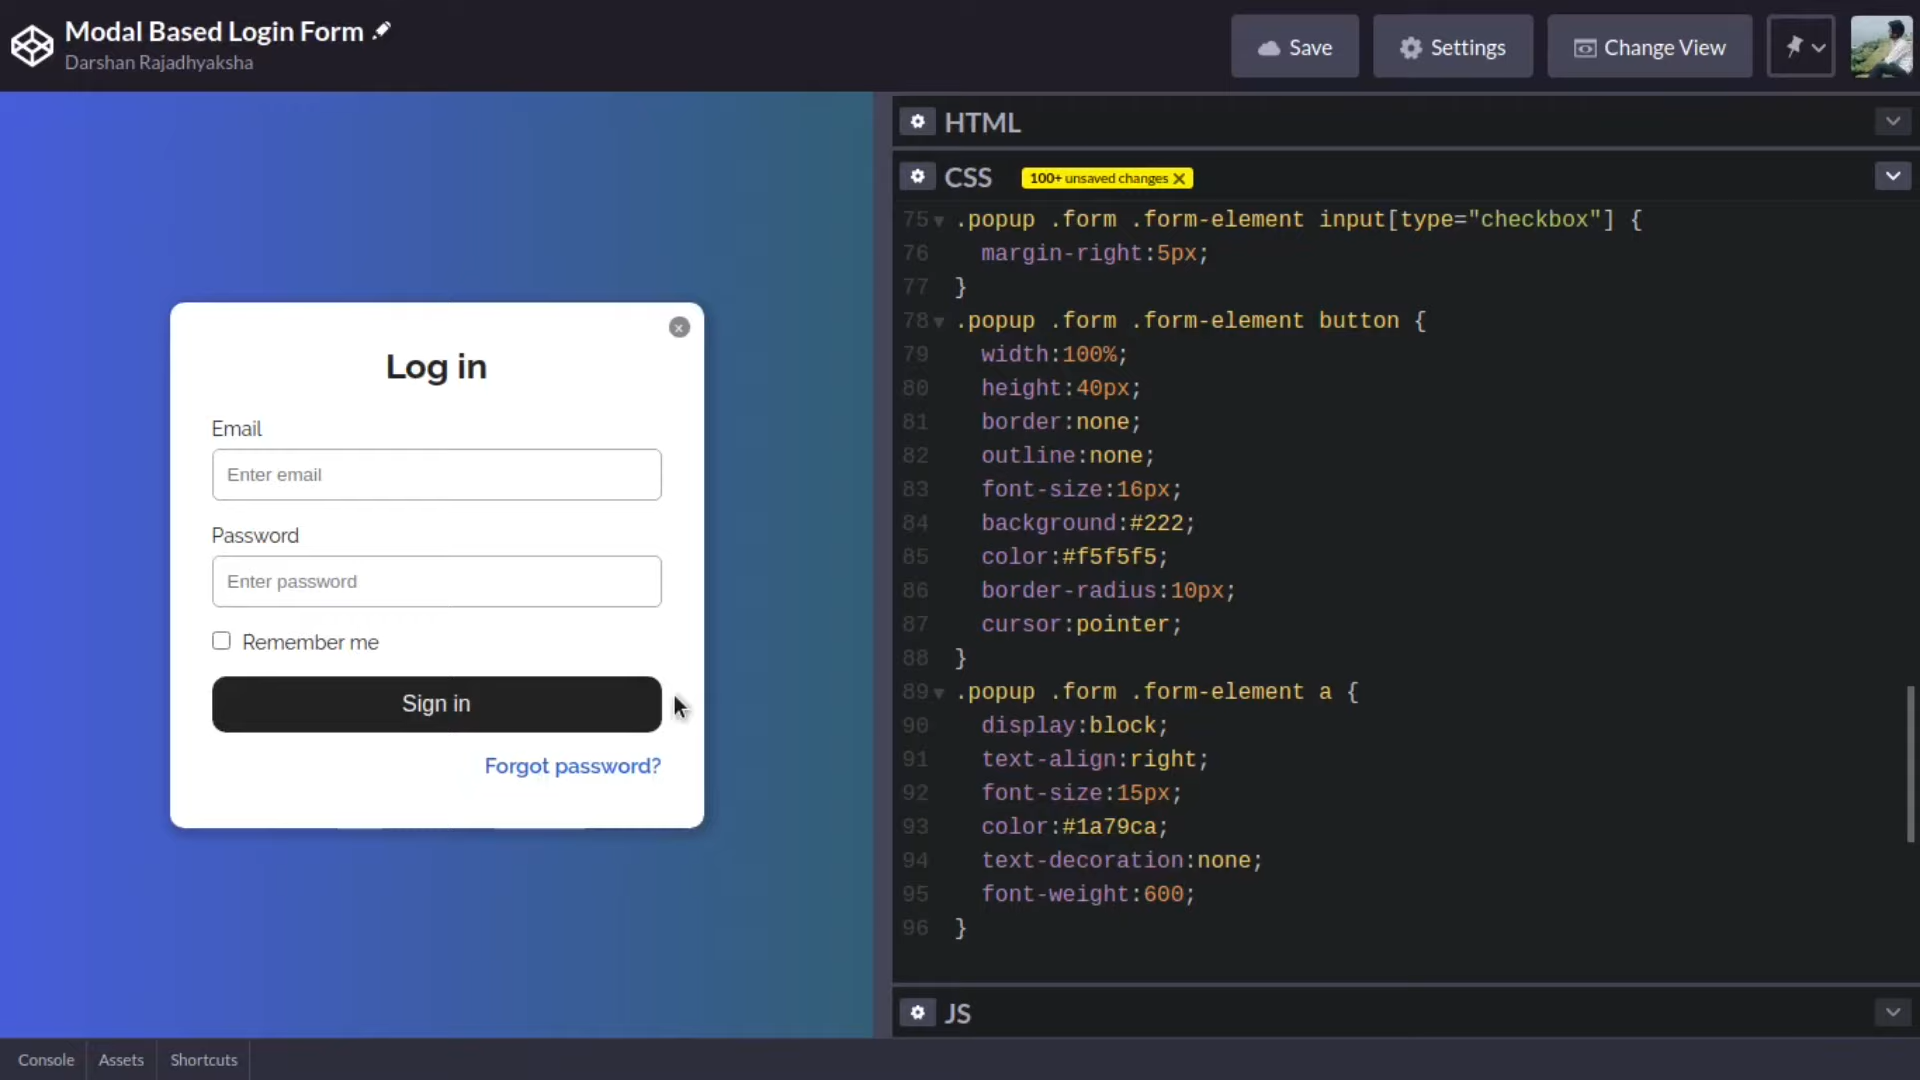 Modal Based Login Form
Darshan Rajadhyaksha
Save
Settings
Change View
Log in
Email
Enter email
Password
Enter password
Remember me
Sign in
Forgot password?
HTML
CSS
100+ unsaved changes X
75 .popup .form .form-element input[type="checkbox"] {
76 margin-right:5px;
77 }
78 .popup .form .form-element button {
79 width:100%;
80 height:40px;
81 border:none;
82 outline:none;
83 font-size:16px;
84 background:#222;
85 color:#f5f5f5;
86 border-radius:10px;
87 cursor:pointer;
88 }
89 .popup .form .form-element a {
90 display:block;
91 text-align:right;
92 font-size:15px;
93 color:#1a79ca;
94 text-decoration:none;
95 font-weight:600;
96 }
JS
Console
Assets
Shortcuts